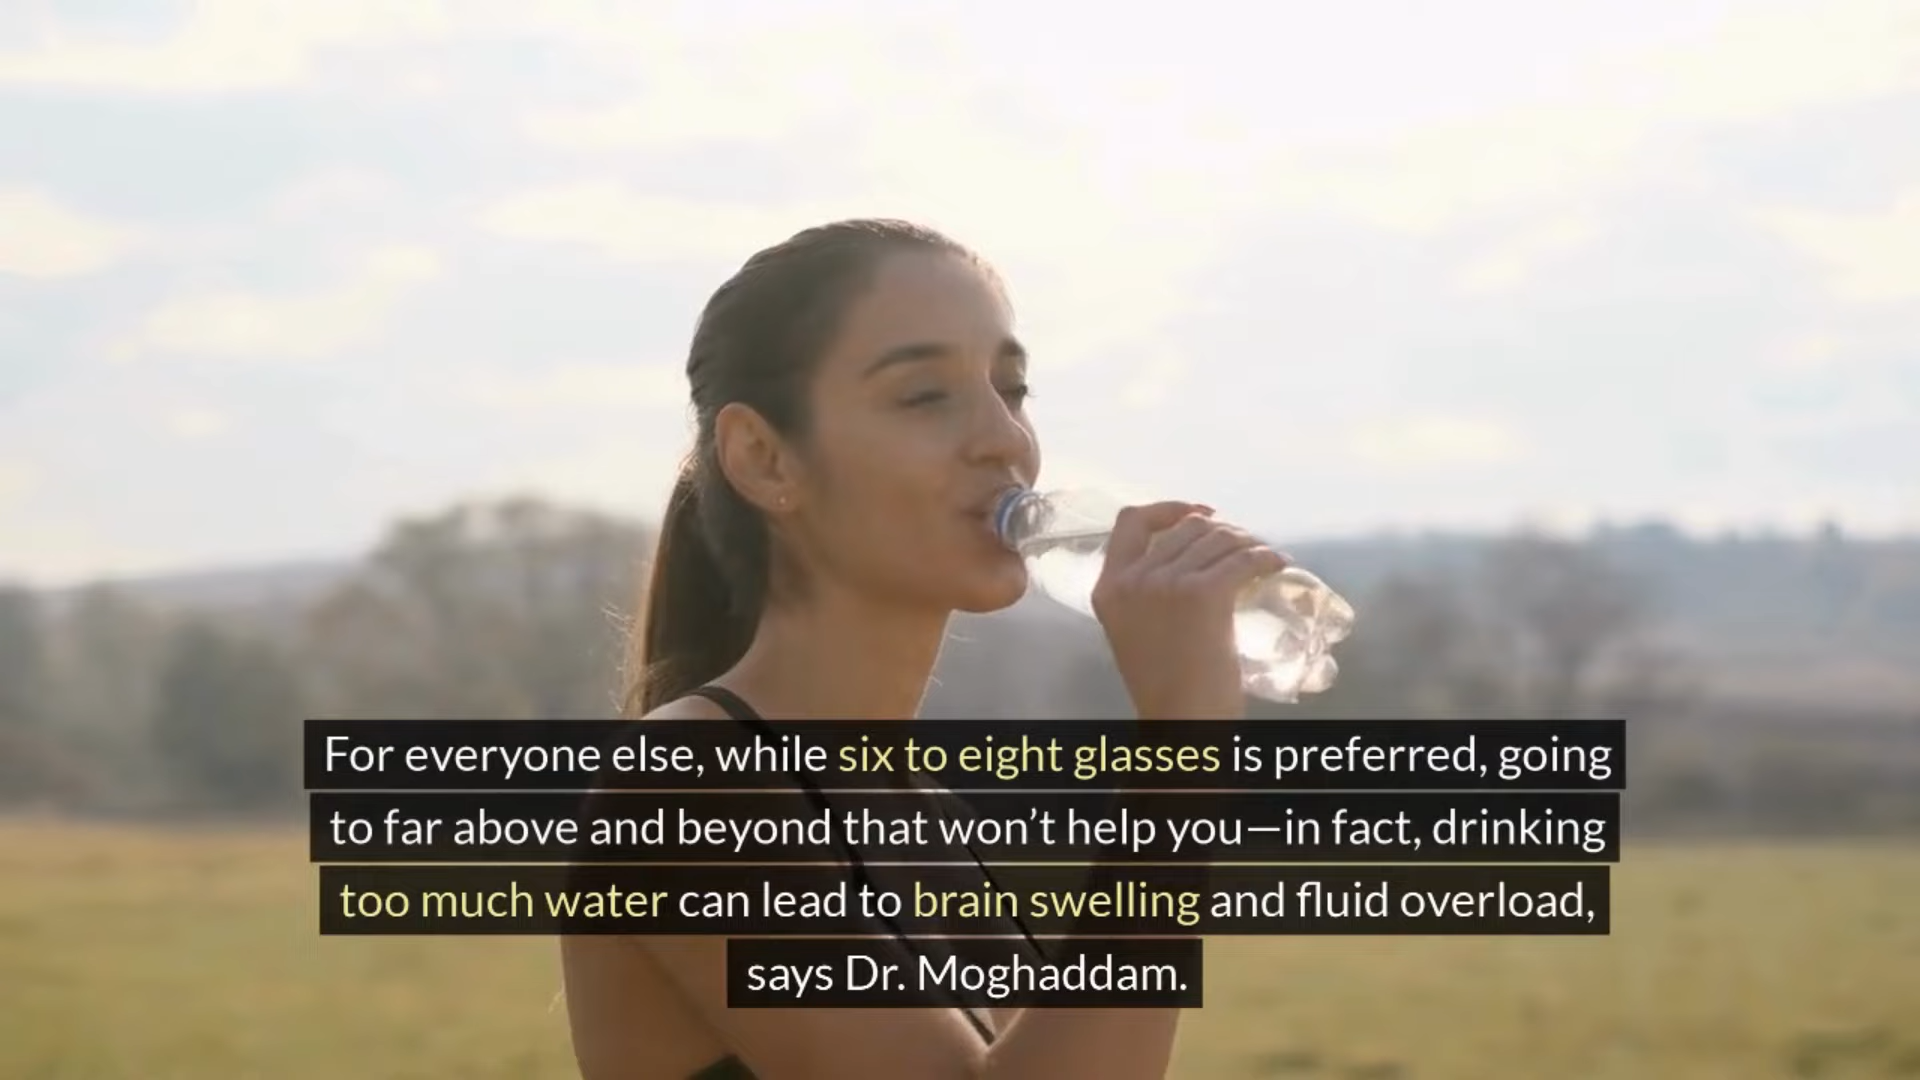 For everyone else, while six to eight glasses is preferred, going
to far above and beyond that won’t help you—in fact, drinking
too much water can lead to brain swelling and fluid overload,
says Dr. Moghaddam.